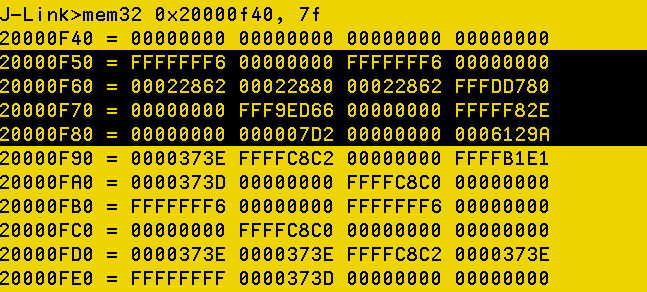 J-Link>mem32 0x20000f40, 7f
20000F40 = 00000000 00000000 00000000 00000000
20000F50 = FFFFFFF6 00000000 FFFFFFF6 00000000
20000F60 = 00022862 00022880 00022862 FFFDD780
20000F70 = 00000000 FFF9ED66 00000000 FFFFF82E
20000F80 = 00000000 000007D2 00000000 0006129A
20000F90 = 0000373E FFFFC8C2 00000000 FFFFB1E1
20000FA0 = 0000373D 00000000 FFFFC8C0 00000000
20000FB0 = FFFFFFF6 00000000 FFFFFFF6 00000000
20000FC0 = 00000000 FFFFC8C0 00000000 00000000
20000FD0 = 0000373E 0000373E FFFFC8C2 0000373E
20000FE0 = FFFFFFFF 0000373D 00000000 00000000